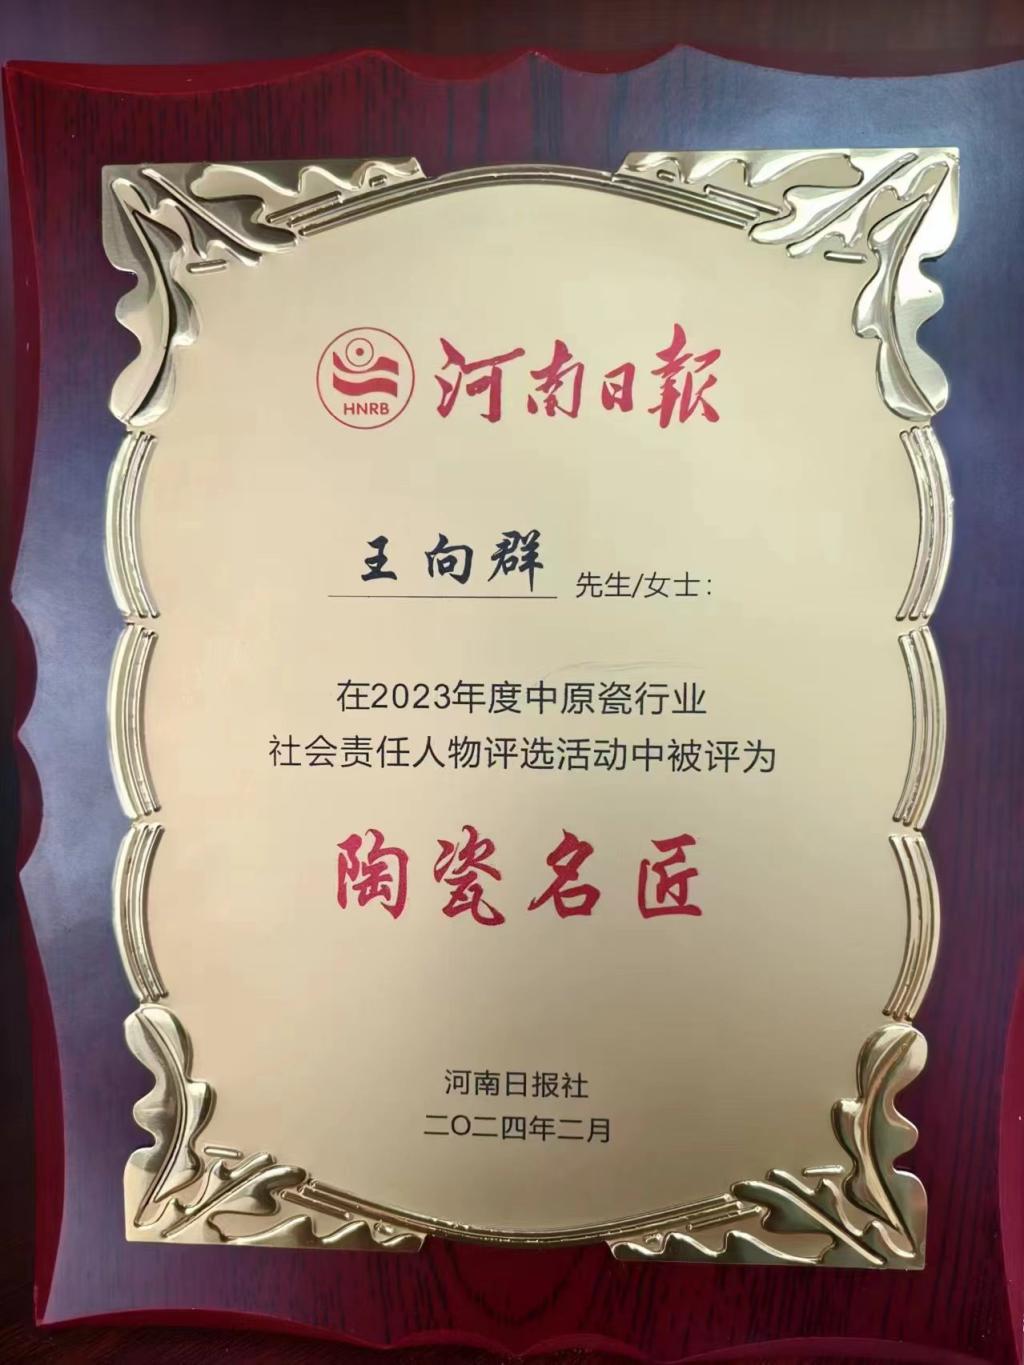 HNRB 河南日報
王向群 先生/女士：
在2023年度中原瓷行业
社会责任人物评选活动中被评为
陶瓷名匠
河南日报社
二〇二四年二月